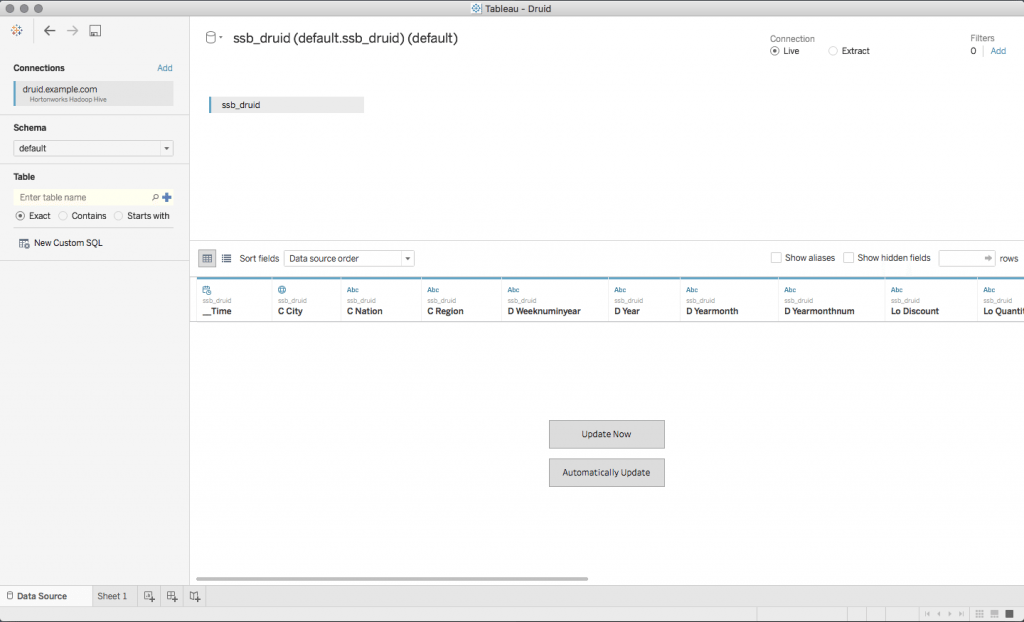 Tableau - Druid
Connections Add
druid.example.com
Hortonworks Hadoop Hive
Schema
default
Table
Enter table name
Exact Contains Starts with
New Custom SQL
ssb_druid (default.ssb_druid) (default)
Connection
Live Extract
Filters
0 Add
ssb_druid
Sort fields Data source order Show aliases Show hidden fields rows
Abc Abc Abc Abc Abc Abc Abc Abc
ssb_druid ssb_druid ssb_druid ssb_druid ssb_druid ssb_druid ssb_druid ssb_druid ssb_druid ssb_druid
__Time C City C Nation C Region D Weeknuminyear D Year D Yearmonth D Yearmonthnum Lo Discount Lo Quanti
Update Now
Automatically Update
Data Source Sheet 1